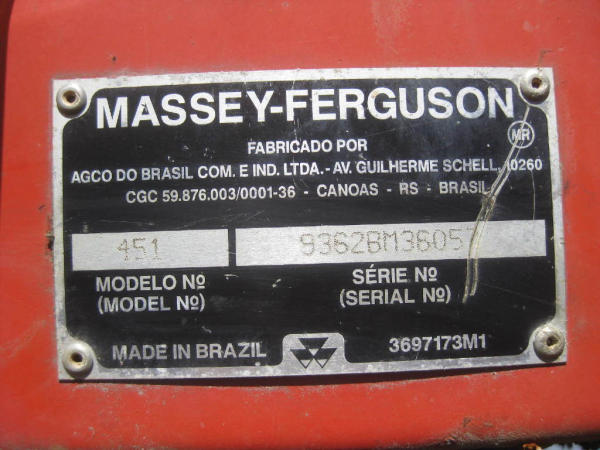 MASSEY-FERGUSON
MR
FABRICADO POR
AGCO DO BRASIL COM. E IND. LTDA.- AV. GUILHERME SCHELL, 10260
CGC 59.876.003/0001-36 - CANOAS - RS - BRASIL
451
MODELO Nº SÉRIE Nº
(MODEL Nº) (SERIAL Nº)
MADE IN BRAZIL 3697173M1